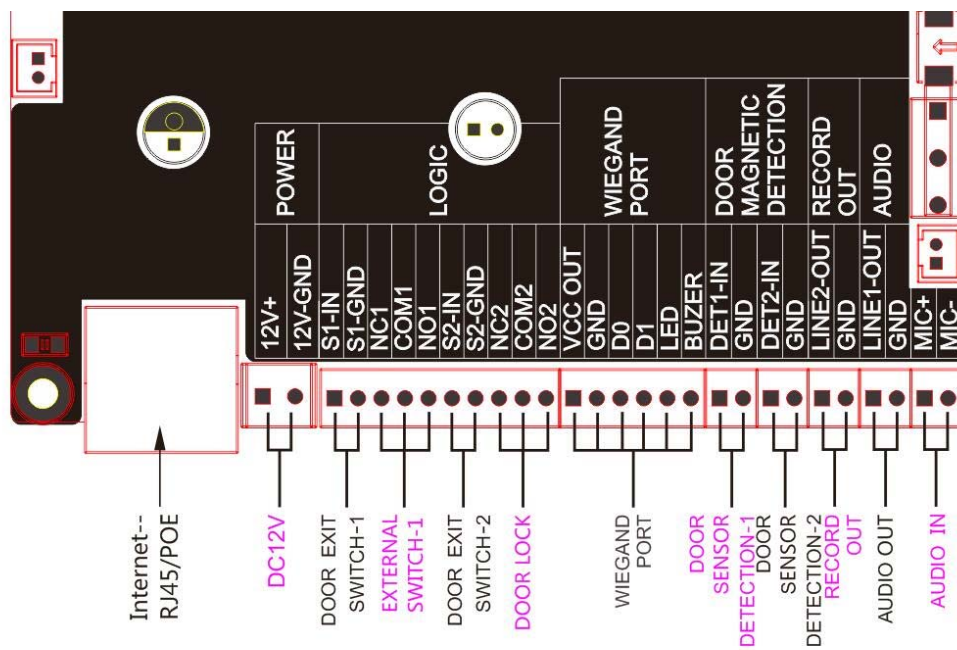 POWER
LOGIC
WIEGAND
PORT
DOOR
MAGNETIC
DETECTION
RECORD
OUT
AUDIO
12V+
12V-GND
S1-IN
S1-GND
NC1
COM1
NO1
S2-IN
S2-GND
NC2
COM2
NO2
VCC OUT
GND
D0
D1
LED
BUZER
DET1-IN
GND
DET2-IN
GND
LINE2-OUT
GND
LINE1-OUT
GND
MIC+
MIC-
Internet--
RJ45/POE
DC12V
DOOR EXIT
SWITCH-1
EXTERNAL
SWITCH-1
DOOR EXIT
SWITCH-2
DOOR LOCK
WIEGAND
PORT
DOOR
SENSOR
DETECTION-1
DOOR
SENSOR
DETECTION-2
RECORD
OUT
AUDIO OUT
AUDIO IN